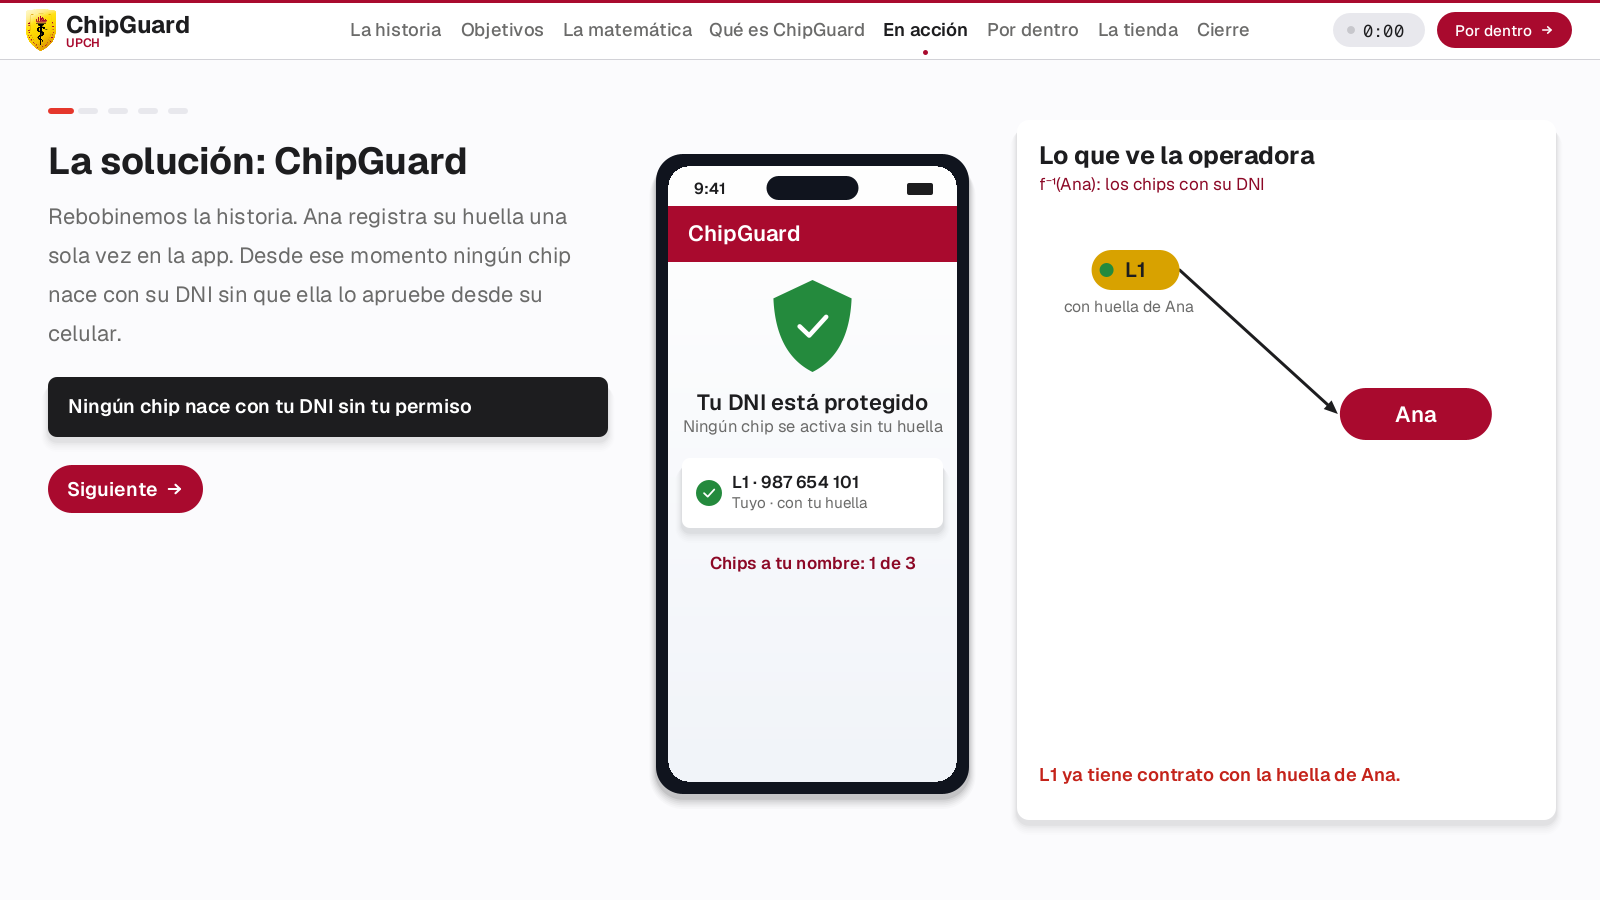 ChipGuard
UPCH
La historia
Objetivos
La matemática
Qué es ChipGuard
En acción
Por dentro
La tienda
Cierre
0:00
Por dentro →
La solución: ChipGuard
Rebobinemos la historia. Ana registra su huella una
sola vez en la app. Desde ese momento ningún chip
nace con su DNI sin que ella lo apruebe desde su
celular.
Ningún chip nace con tu DNI sin tu permiso
Siguiente →
9:41
ChipGuard
Tu DNI está protegido
Ningún chip se activa sin tu huella
L1 · 987 654 101
Tuyo · con tu huella
Chips a tu nombre: 1 de 3
Lo que ve la operadora
f⁻¹(Ana): los chips con su DNI
L1
con huella de Ana
Ana
L1 ya tiene contrato con la huella de Ana.